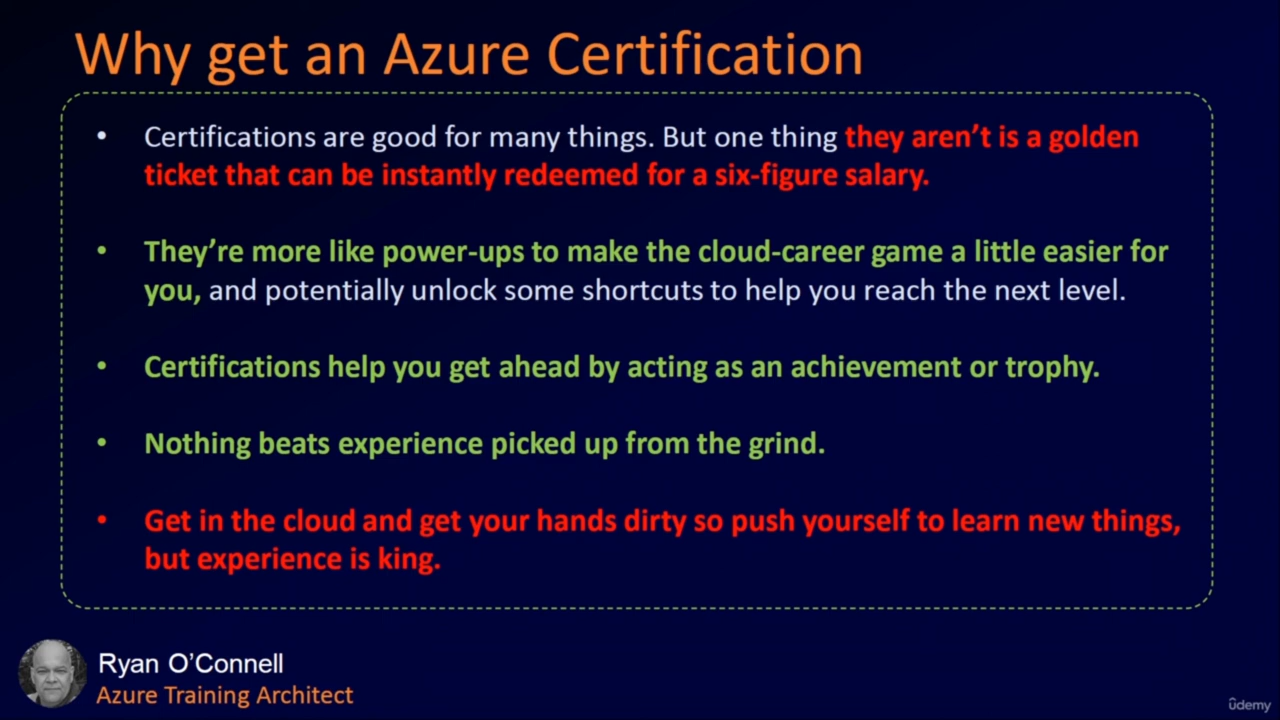 Why get an Azure Certification
• Certifications are good for many things. But one thing they aren’t is a golden
ticket that can be instantly redeemed for a six-figure salary.
• They’re more like power-ups to make the cloud-career game a little easier for
you, and potentially unlock some shortcuts to help you reach the next level.
• Certifications help you get ahead by acting as an achievement or trophy.
• Nothing beats experience picked up from the grind.
• Get in the cloud and get your hands dirty so push yourself to learn new things,
but experience is king.
Ryan O’Connell
Azure Training Architect
ûdemy